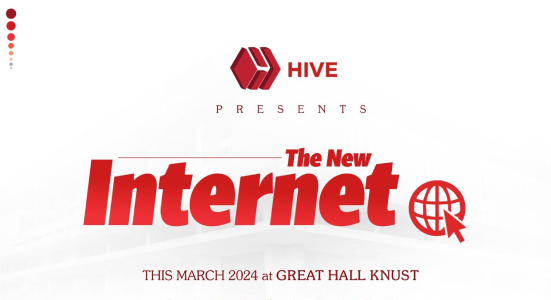 HIVE
PRESENTS
The New
Internet
THIS MARCH 2024 at GREAT HALL KNUST